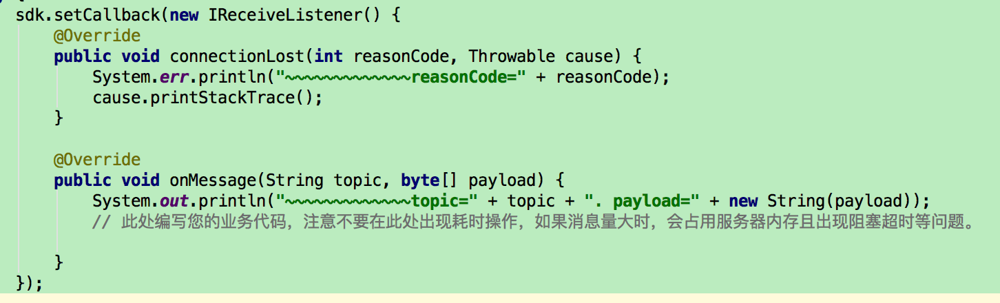 sdk.setCallback(new IReceiveListener() {
@Override
public void connectionLost(int reasonCode, Throwable cause) {
System.err.println("~~~~~~~~~~~~~reasonCode=" + reasonCode);
cause.printStackTrace();
}
@Override
public void onMessage(String topic, byte[] payload) {
System.out.println("~~~~~~~~~~~~~topic=" + topic + ". payload=" + new String(payload));
// 此处编写您的业务代码，注意不要在此处出现耗时操作，如果消息量大时，会占用服务器内存且出现阻塞超时等问题。
}
});